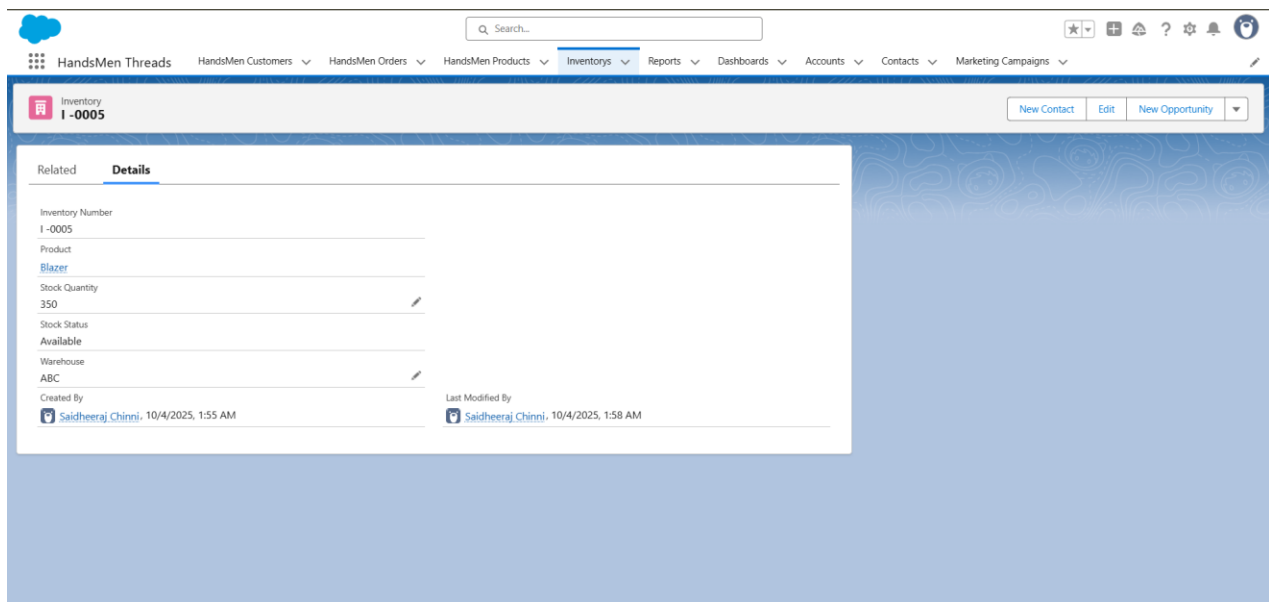 Search...
HandsMen Threads HandsMen Customers HandsMen Orders HandsMen Products Inventorys Reports Dashboards Accounts Contacts Marketing Campaigns
Inventory
I -0005
New Contact Edit New Opportunity
Related Details
Inventory Number
I -0005
Product
Blazer
Stock Quantity
350
Stock Status
Available
Warehouse
ABC
Created By Last Modified By
Saidheeraj Chinni, 10/4/2025, 1:55 AM Saidheeraj Chinni, 10/4/2025, 1:58 AM